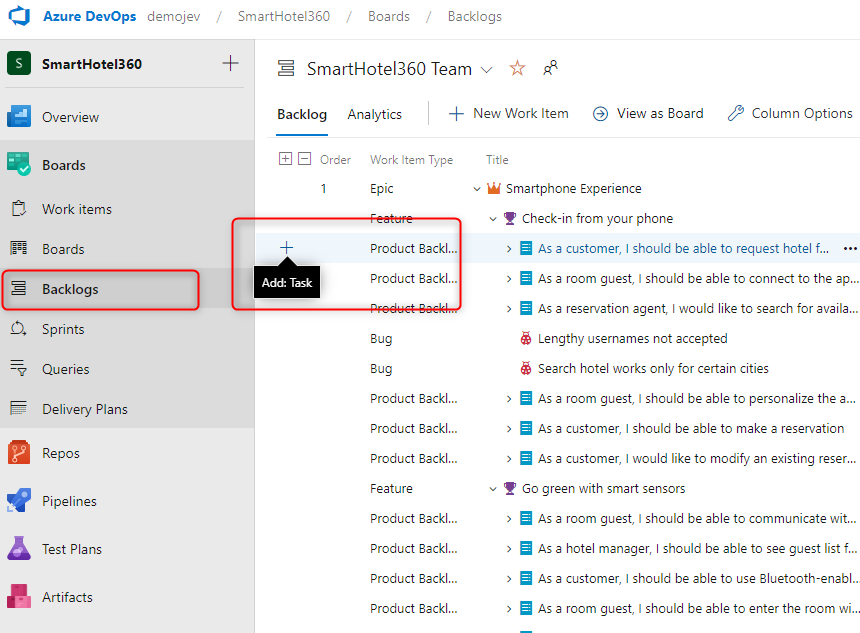 Azure DevOps demojev / SmartHotel360 / Boards / Backlogs
S SmartHotel360
Overview
Boards
Work items
Boards
Backlogs
Sprints
Queries
Delivery Plans
Repos
Pipelines
Test Plans
Artifacts
SmartHotel360 Team
Backlog Analytics New Work Item View as Board Column Options
Order Work Item Type Title
1 Epic Smartphone Experience
Feature Check-in from your phone
Product Backl... As a customer, I should be able to request hotel f... ...
Add: Task
Product Backl... As a room guest, I should be able to connect to the ap...
Product Backl... As a reservation agent, I would like to search for availa...
Bug Lengthy usernames not accepted
Bug Search hotel works only for certain cities
Product Backl... As a room guest, I should be able to personalize the a...
Product Backl... As a customer, I should be able to make a reservation
Product Backl... As a customer, I would like to modify an existing reser...
Feature Go green with smart sensors
Product Backl... As a room guest, I should be able to communicate wit...
Product Backl... As a hotel manager, I should be able to see guest list f...
Product Backl... As a customer, I should be able to use Bluetooth-enabl...
Product Backl... As a room guest, I should be able to enter the room wi...